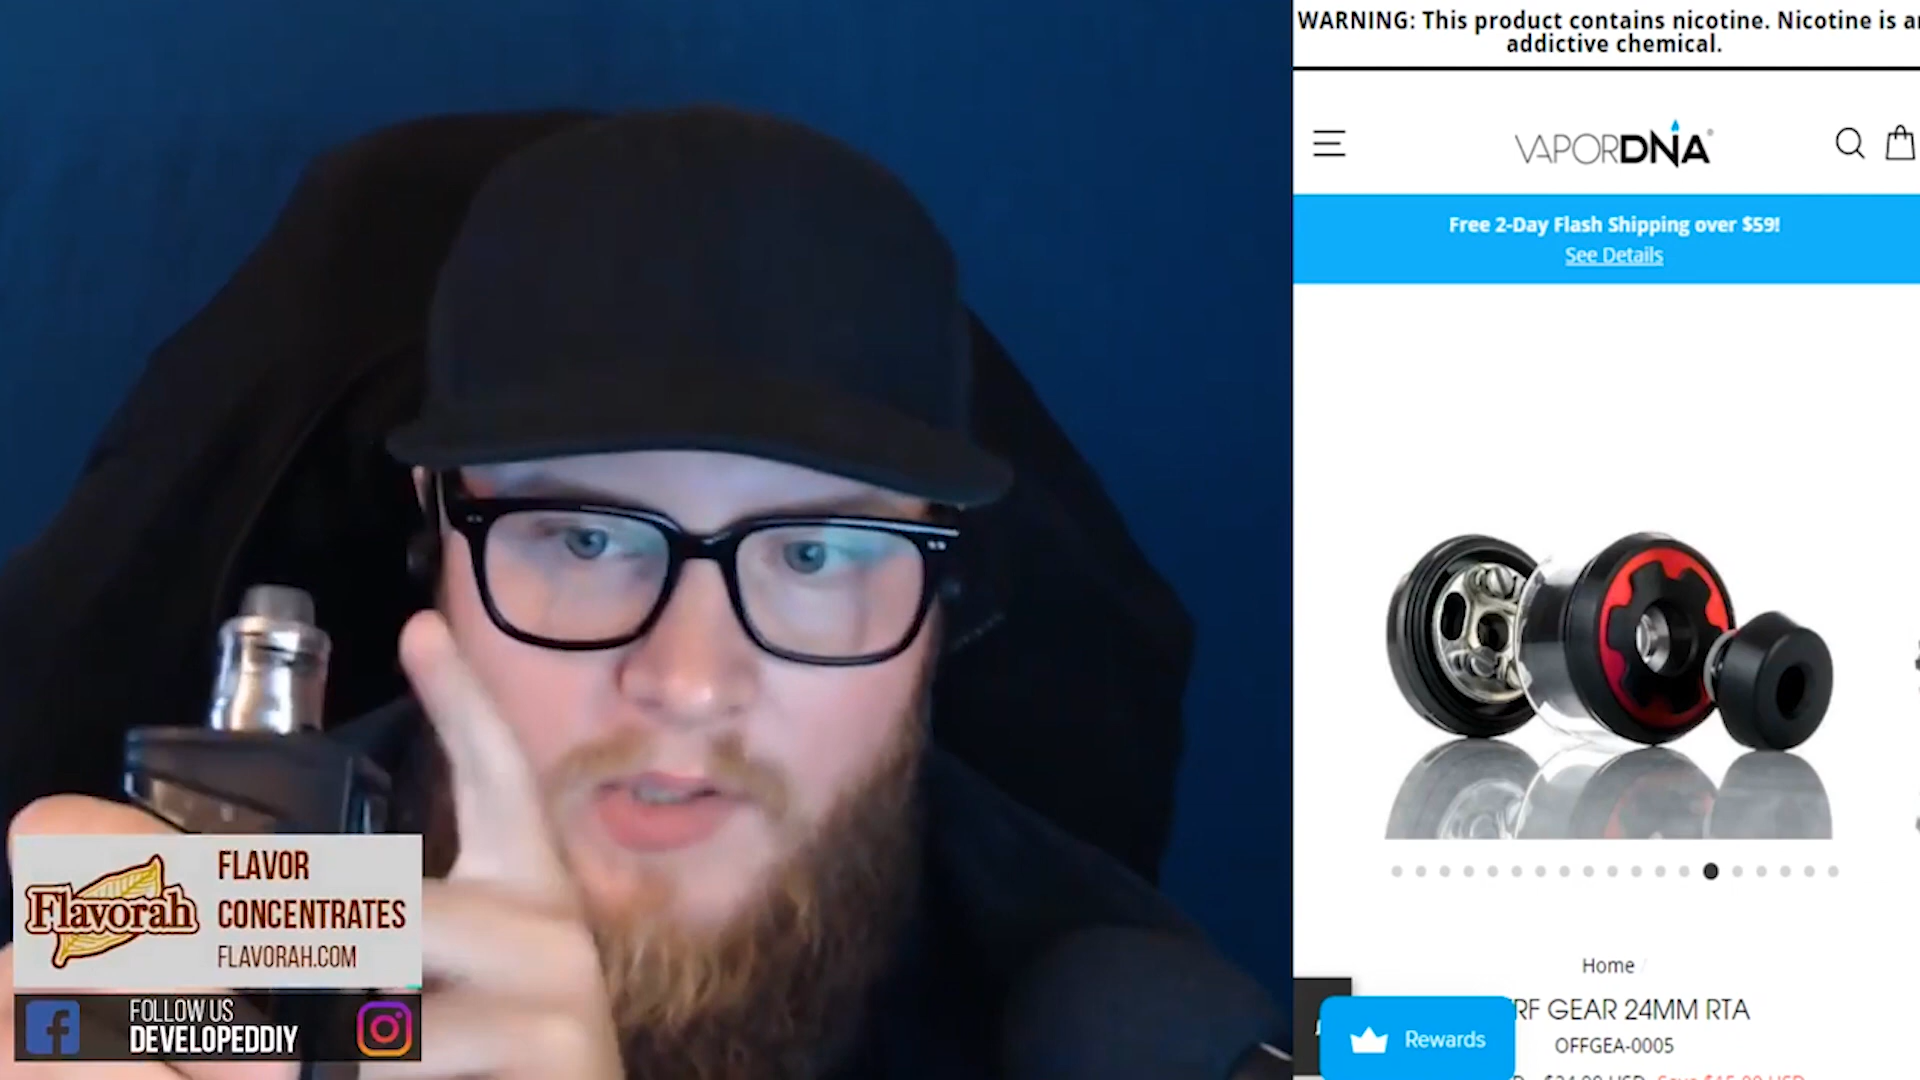 WARNING: This product contains nicotine. Nicotine is
addictive chemical.
VAPORDNA
Free 2-Day Flash Shipping over $59!
See Details
Flavorah
FLAVOR
CONCENTRATES
FLAVORAH.COM
FOLLOW US
DEVELOPEDDIY
Home /
RF GEAR 24MM RTA
OFFGEA-0005
Rewards